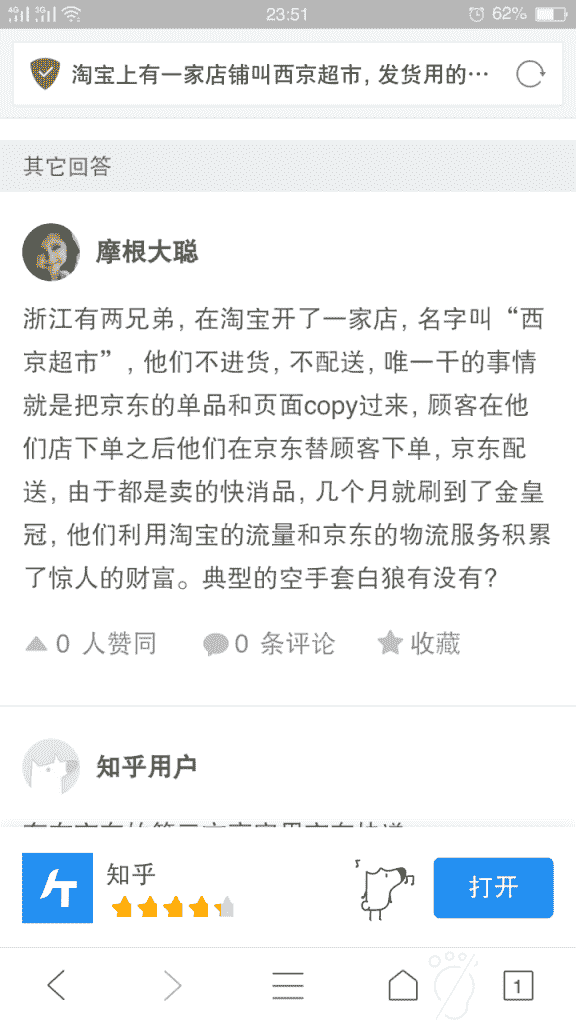 4G 3G 23:51 62%
淘宝上有一家店铺叫西京超市，发货用的…
其它回答
摩根大聪
浙江有两兄弟，在淘宝开了一家店，名字叫“西
京超市”，他们不进货，不配送，唯一干的事情
就是把京东的单品和页面copy过来，顾客在他
们店下单之后他们在京东替顾客下单，京东配
送，由于都是卖的快消品，几个月就刷到了金皇
冠，他们利用淘宝的流量和京东的物流服务积累
了惊人的财富。典型的空手套白狼有没有？
0 人赞同 0 条评论 收藏
知乎用户
知乎
打开
1